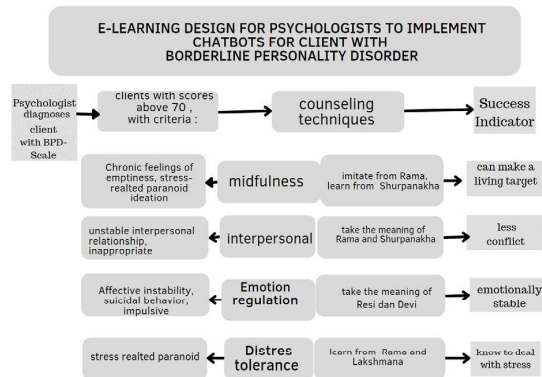 E-LEARNING DESIGN FOR PSYCHOLOGISTS TO IMPLEMENT
CHATBOTS FOR CLIENT WITH
BORDERLINE PERSONALITY DISORDER
Psychologist
diagnoses
client
with BPD-
Scale
clients with scores
above 70 ,
with criteria :
counseling
techniques
Success
Indicator
Chronic feelings of
emptiness, stress-
realted paranoid
ideation
midfulness
imitate from Rama,
learn from Shurpanakha
can make a
living target
unstable interpersonal
relationship,
inappropriate
interpersonal
take the meaning of
Rama and Shurpanakha
less
conflict
Affective instability,
suicidal behavior,
impulsive
Emotion
regulation
take the meaning of
Resi dan Devi
emotionally
stable
stress realted paranoid
Distres
tolerance
learn from Rama and
Lakshmana
know to deal
with stress